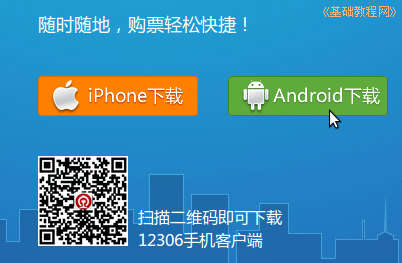 《基础教程网》
随时随地，购票轻松快捷！
iPhone下载
Android下载
扫描二维码即可下载
12306手机客户端